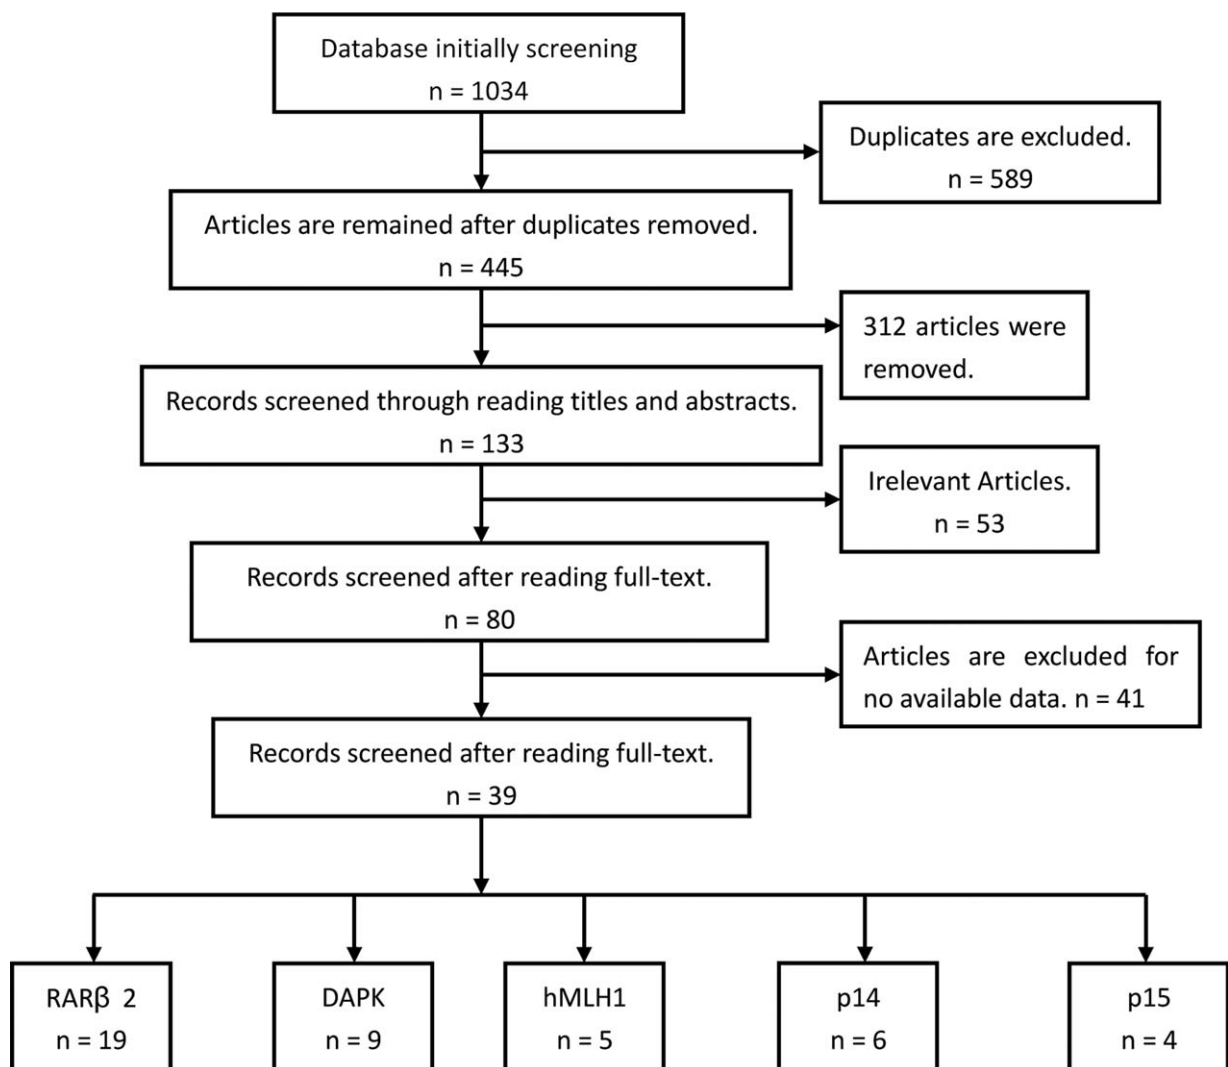 Database initially screening
n = 1034
Duplicates are excluded.
n = 589
Articles are remained after duplicates removed.
n = 445
312 articles were
removed.
Records screened through reading titles and abstracts.
n = 133
Irelevant Articles.
n = 53
Records screened after reading full-text.
n = 80
Articles are excluded for
no available data. n = 41
Records screened after reading full-text.
n = 39
RARβ 2
n = 19
DAPK
n = 9
hMLH1
n = 5
p14
n = 6
p15
n = 4